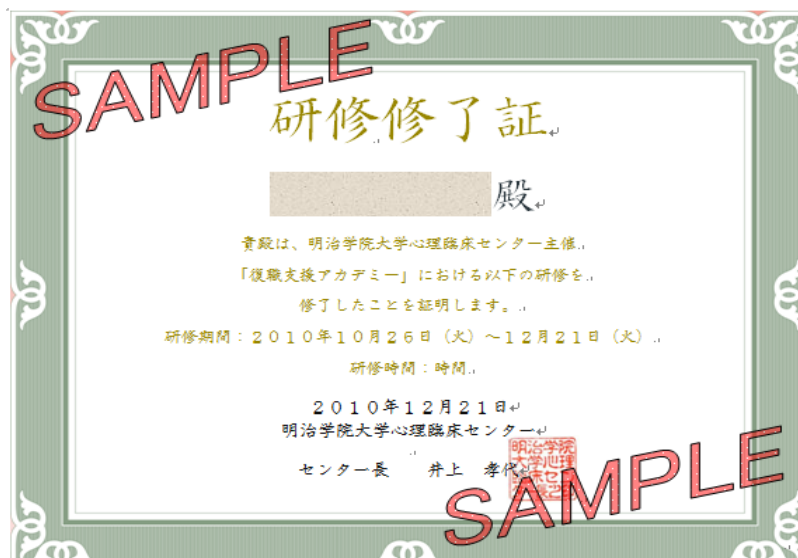 SAMPLE
研修修了証
殿
貴殿は、明治学院大学心理臨床センター主催
「復職支援アカデミー」における以下の研修を
修了したことを証明します。
研修期間：２０１０年１０月２６日（火）～１２月２１日（火）
研修時間：時間
２０１０年１２月２１日
明治学院大学心理臨床センター
センター長　井上　孝代
SAMPLE